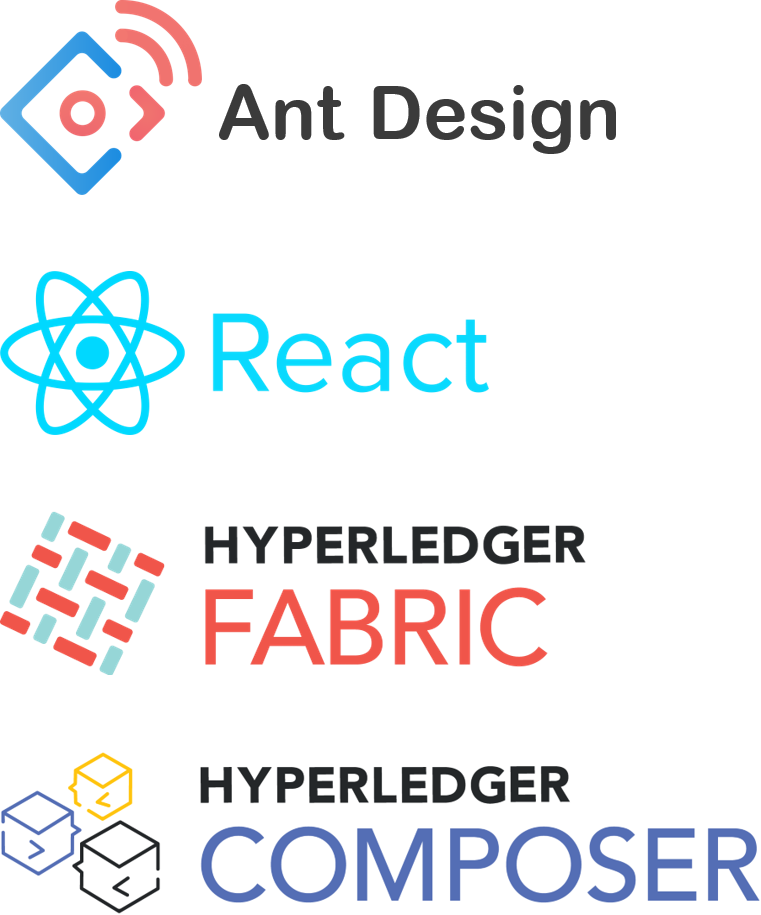 Ant Design
React
HYPERLEDGER
FABRIC
HYPERLEDGER
COMPOSER